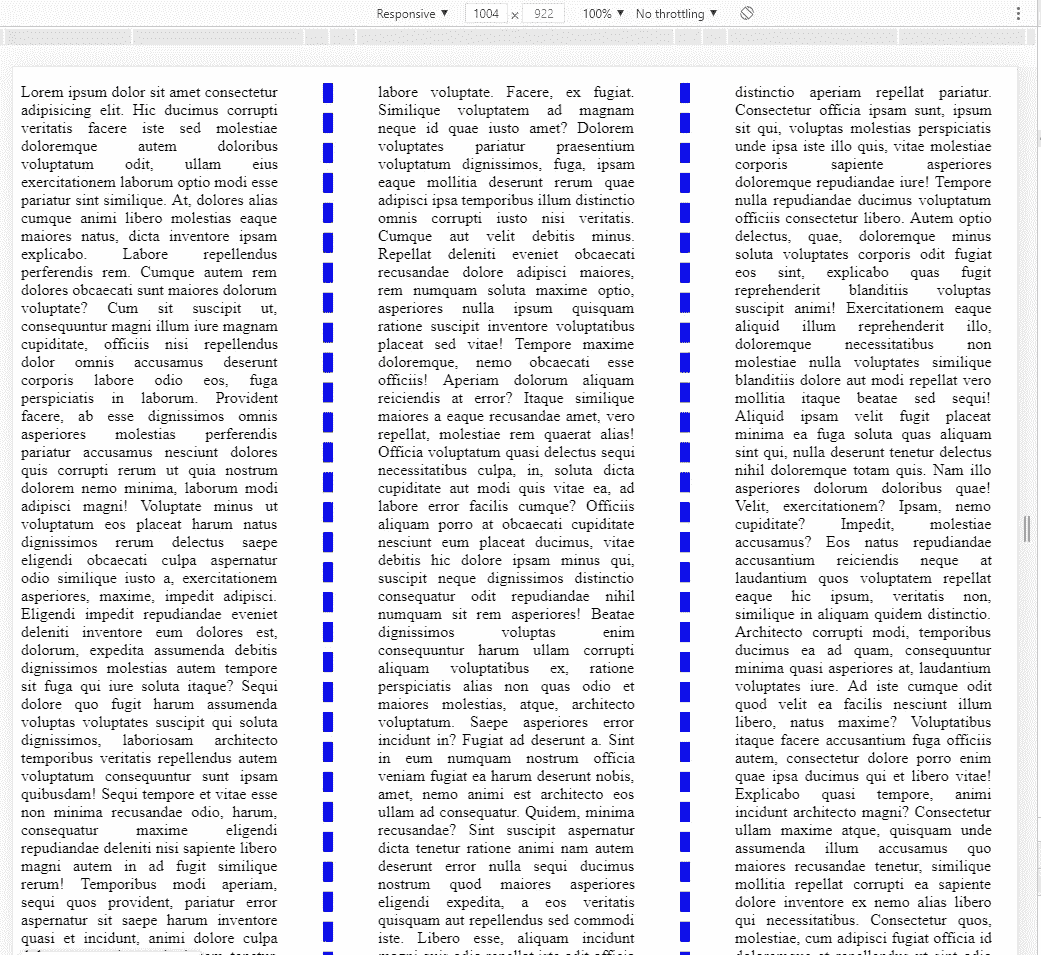 Responsive ▼ 1004 x 922 100% ▼ No throttling ▼
Lorem ipsum dolor sit amet consectetur
adipisicing elit. Hic ducimus corrupti
veritatis facere iste sed molestiae
doloremque autem doloribus
voluptatum odit, ullam eius
exercitationem laborum optio modi esse
pariatur sint similique. At, dolores alias
cumque animi libero molestias eaque
maiores natus, dicta inventore ipsam
explicabo. Labore repellendus
perferendis rem. Cumque autem rem
dolores obcaecati sunt maiores dolorum
voluptate? Cum sit suscipit ut,
consequuntur magni illum iure magnam
cupiditate, officiis nisi repellendus
dolor omnis accusamus deserunt
corporis labore odio eos, fuga
perspiciatis in laborum. Provident
facere, ab esse dignissimos omnis
asperiores molestias perferendis
pariatur accusamus nesciunt dolores
quis corrupti rerum ut quia nostrum
dolorem nemo minima, laborum modi
adipisci magni! Voluptate minus ut
voluptatum eos placeat harum natus
dignissimos rerum delectus saepe
eligendi obcaecati culpa aspernatur
odio similique iusto a, exercitationem
asperiores, maxime, impedit adipisci.
Eligendi impedit repudiandae eveniet
deleniti inventore eum dolores est,
dolorum, expedita assumenda debitis
dignissimos molestias autem tempore
sit fuga qui iure soluta itaque? Sequi
dolore quo fugit harum assumenda
voluptas voluptates suscipit qui soluta
dignissimos, laboriosam architecto
temporibus veritatis repellendus autem
voluptatum consequuntur sunt ipsam
quibusdam! Sequi tempore et vitae esse
non minima recusandae odio, harum,
consequatur maxime eligendi
repudiandae deleniti nisi sapiente libero
magni autem in ad fugit similique
rerum! Temporibus modi aperiam,
sequi quos provident, pariatur error
aspernatur sit saepe harum inventore
quasi et incidunt, animi dolore culpa
labore voluptate. Facere, ex fugiat.
Similique voluptatem ad magnam
neque id quae iusto amet? Dolorem
voluptates pariatur praesentium
voluptatum dignissimos, fuga, ipsam
eaque mollitia deserunt rerum quae
adipisci ipsa temporibus illum distinctio
omnis corrupti iusto nisi veritatis.
Cumque aut velit debitis minus.
Repellat deleniti eveniet obcaecati
recusandae dolore adipisci maiores,
rem numquam soluta maxime optio,
asperiores nulla ipsum quisquam
ratione suscipit inventore voluptatibus
placeat sed vitae! Tempore maxime
doloremque, nemo obcaecati esse
officiis! Aperiam dolorum aliquam
reiciendis at error? Itaque similique
maiores a eaque recusandae amet, vero
repellat, molestiae rem quaerat alias!
Officia voluptatum quasi delectus sequi
necessitatibus culpa, in, soluta dicta
cupiditate aut modi quis vitae ea, ad
labore error facilis cumque? Officiis
aliquam porro at obcaecati cupiditate
nesciunt eum placeat ducimus, vitae
debitis hic dolore ipsam minus qui,
suscipit neque dignissimos distinctio
consequatur odit repudiandae nihil
numquam sit rem asperiores! Beatae
dignissimos voluptas enim
consequuntur harum ullam corrupti
aliquam voluptatibus ex, ratione
perspiciatis alias non quas odio et
maiores molestias, atque, architecto
voluptatum. Saepe asperiores error
incidunt in? Fugiat ad deserunt a. Sint
in eum numquam nostrum officia
veniam fugiat ea harum deserunt nobis,
amet, nemo animi est architecto eos
ullam ad consequatur. Quidem, minima
recusandae? Sint suscipit aspernatur
dicta tenetur ratione animi nam autem
deserunt error nulla sequi ducimus
nostrum quod maiores asperiores
eligendi expedita, a eos veritatis
quisquam aut repellendus sed commodi
iste. Libero esse, aliquam incidunt
distinctio aperiam repellat pariatur.
Consectetur officia ipsam sunt, ipsum
sit qui, voluptas molestias perspiciatis
unde ipsa iste illo quis, vitae molestiae
corporis sapiente asperiores
doloremque repudiandae iure! Tempore
nulla repudiandae ducimus voluptatum
officiis consectetur libero. Autem optio
delectus, quae, doloremque minus
soluta voluptates corporis odit fugiat
eos sint, explicabo quas fugit
reprehenderit blanditiis voluptas
suscipit animi! Exercitationem eaque
aliquid illum reprehenderit illo,
doloremque necessitatibus non
molestiae nulla voluptates similique
blanditiis dolore aut modi repellat vero
mollitia itaque beatae sed sequi!
Aliquid ipsam velit fugit placeat
minima ea fuga soluta quas aliquam
sint qui, nulla deserunt tenetur delectus
nihil doloremque totam quis. Nam illo
asperiores dolorum doloribus quae!
Velit, exercitationem? Ipsam, nemo
cupiditate? Impedit, molestiae
accusamus? Eos natus repudiandae
accusantium reiciendis neque at
laudantium quos voluptatem repellat
eaque hic ipsum, veritatis non,
similique in aliquam quidem distinctio.
Architecto corrupti modi, temporibus
ducimus ea ad quam, consequuntur
minima quasi asperiores at, laudantium
voluptates iure. Ad iste cumque odit
quod velit ea facilis nesciunt illum
libero, natus maxime? Voluptatibus
itaque facere accusantium fuga officiis
autem, consectetur dolore porro enim
quae ipsa ducimus qui et libero vitae!
Explicabo quasi tempore, animi
incidunt architecto magni? Consectetur
ullam maxime atque, quisquam unde
assumenda illum accusamus quo
maiores recusandae tenetur, similique
mollitia repellat corrupti ea sapiente
dolore inventore ex nemo alias libero
qui necessitatibus. Consectetur quos,
molestiae, cum adipisci fugiat officia id